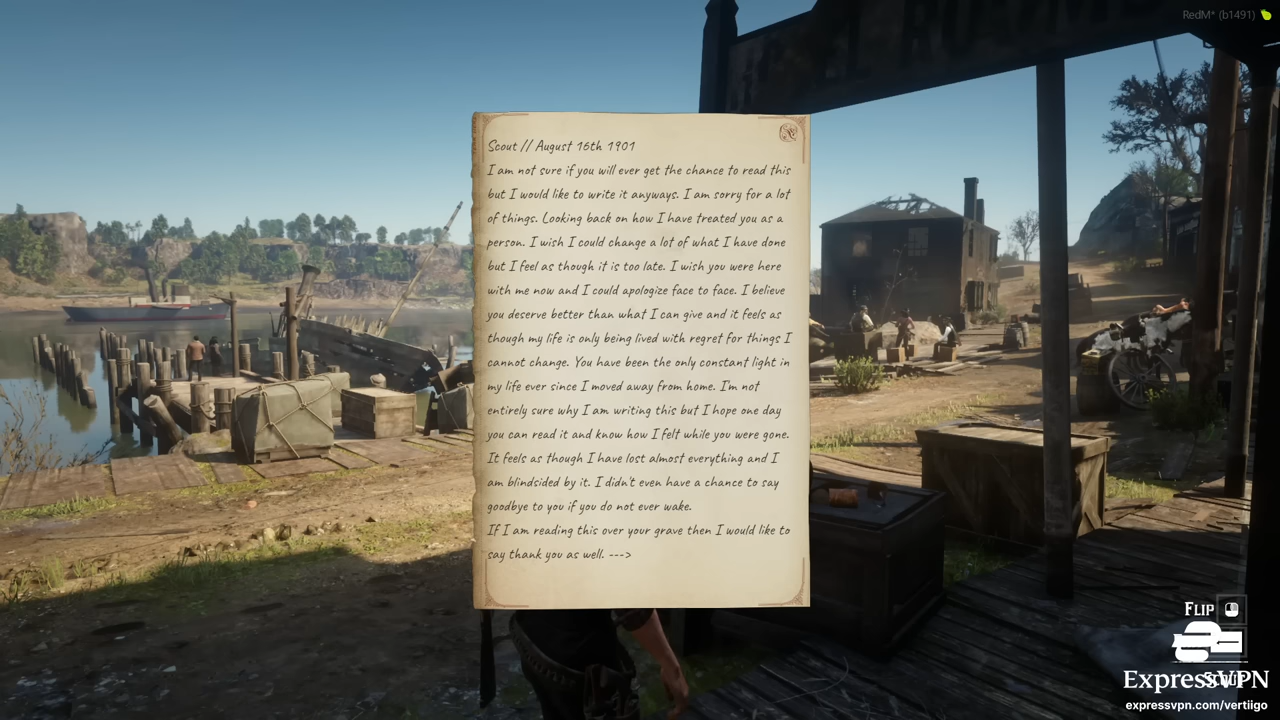 RedM* (b1491)
Scout // August 16th 1901
I am not sure if you will ever get the chance to read this
but I would like to write it anyways. I am sorry for a lot
of things. Looking back on how I have treated you as a
person. I wish I could change a lot of what I have done
but I feel as though it is too late. I wish you were here
with me now and I could apologize face to face. I believe
you deserve better than what I can give and it feels as
though my life is only being lived with regret for things I
cannot change. You have been the only constant light in
my life ever since I moved away from home. I'm not
entirely sure why I am writing this but I hope one day
you can read it and know how I felt while you were gone.
It feels as though I have lost almost everything and I
am blindsided by it. I didn't even have a chance to say
goodbye to you if you do not ever wake.
If I am reading this over your grave then I would like to
say thank you as well. --->
Flip
ExpressVPN
expressvpn.com/vertiigo